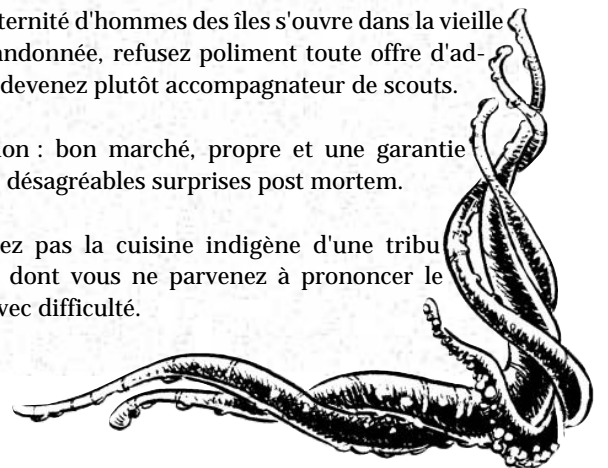 ternité d'hommes des îles s'ouvre dans la vieille
andonnée, refusez poliment toute offre d'ad-
devenez plutôt accompagnateur de scouts.
ion : bon marché, propre et une garantie
désagréables surprises post mortem.
ez pas la cuisine indigène d'une tribu
dont vous ne parvenez à prononcer le
vec difficulté.